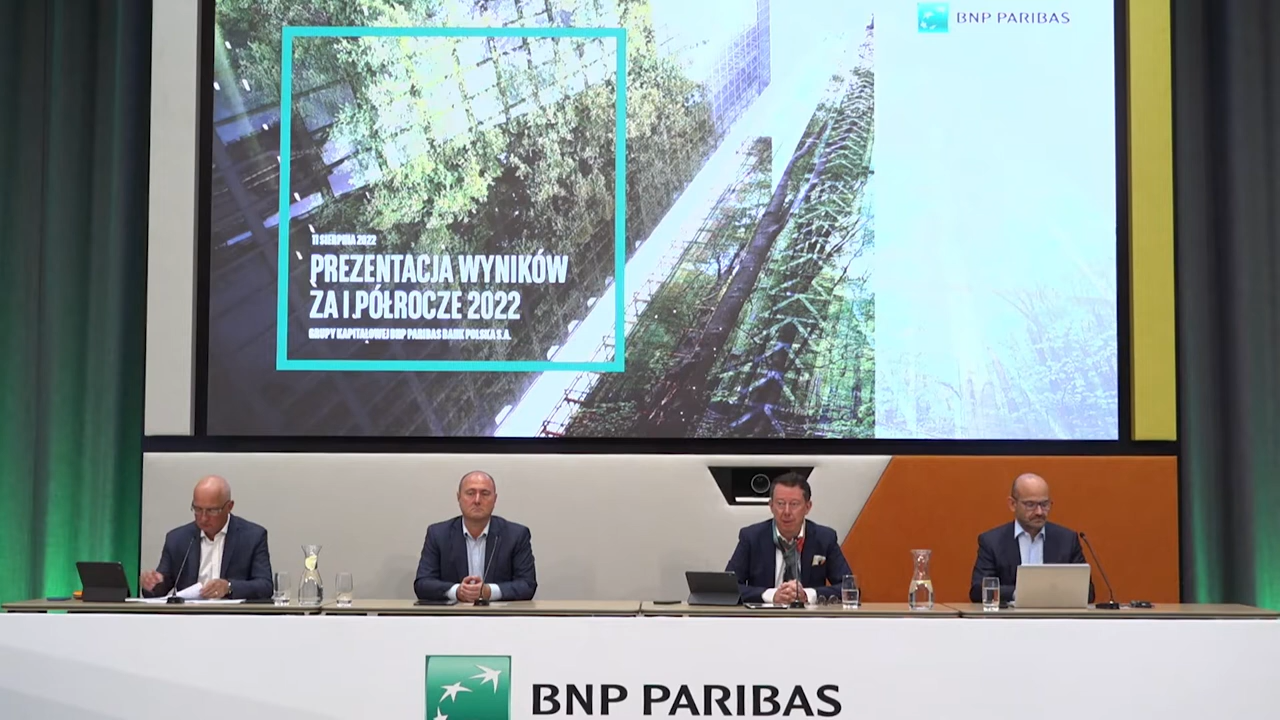 BNP PARIBAS
11 SIERPNIA 2022
PREZENTACJA WYNIKÓW
ZA I PÓŁROCZE 2022
GRUPY KAPITAŁOWEJ BNP PARIBAS BANK POLSKA S.A.
BNP PARIBAS